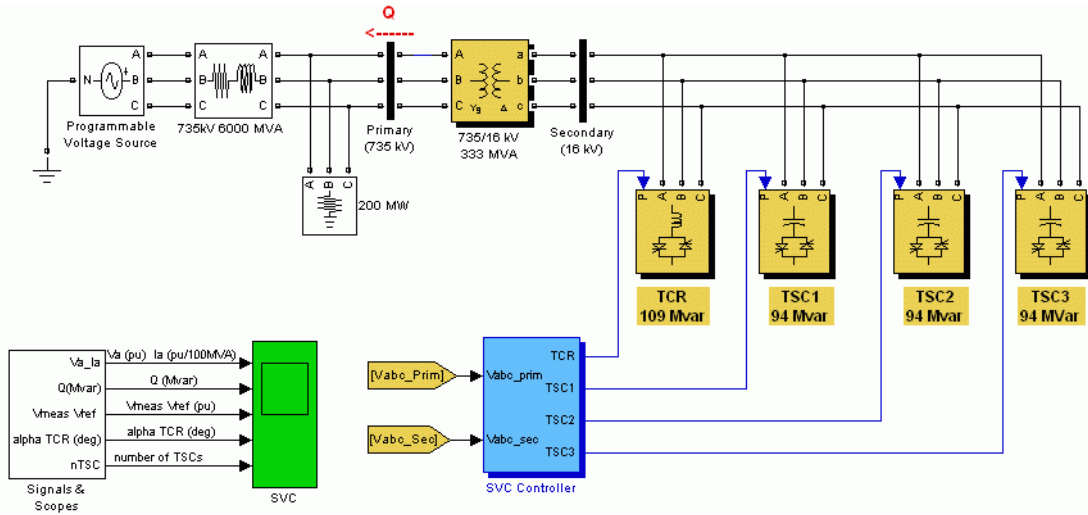 Q
<------
N
A
B
C
A
B
C
A
B
C
A
B
C
Yg
Δ
a
b
c
Programmable
Voltage Source
735kV 6000 MVA
Primary
(735 kV)
735/16 kV
333 MVA
Secondary
(16 kV)
A
B
C
200 MW
P
A
B
C
P
A
B
C
P
A
B
C
P
A
B
C
TCR
109 Mvar
TSC1
94 Mvar
TSC2
94 Mvar
TSC3
94 MVar
Va_Ia
Va (pu) Ia (pu/100MVA)
Q(Mvar)
Q (Mvar)
Vmeas Vref
Vmeas Vref (pu)
alpha TCR (deg)
alpha TCR (deg)
nTSC
number of TSCs
Signals &
Scopes
SVC
[Vabc_Prim]
[Vabc_Sec]
Vabc_prim
Vabc_sec
TCR
TSC1
TSC2
TSC3
SVC Controller